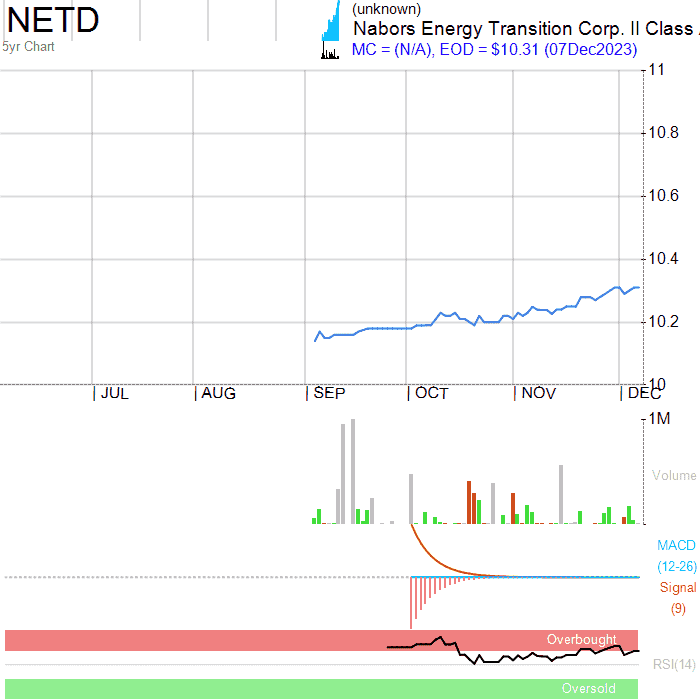 NETD
5yr Chart
(unknown)
Nabors Energy Transition Corp. II Class
MC = (N/A), EOD = $10.31 (07Dec2023)
11
10.8
10.6
10.4
10.2
10
JUL
AUG
SEP
OCT
NOV
DEC
1M
Volume
MACD
(12-26)
Signal
(9)
Overbought
RSI(14)
Oversold